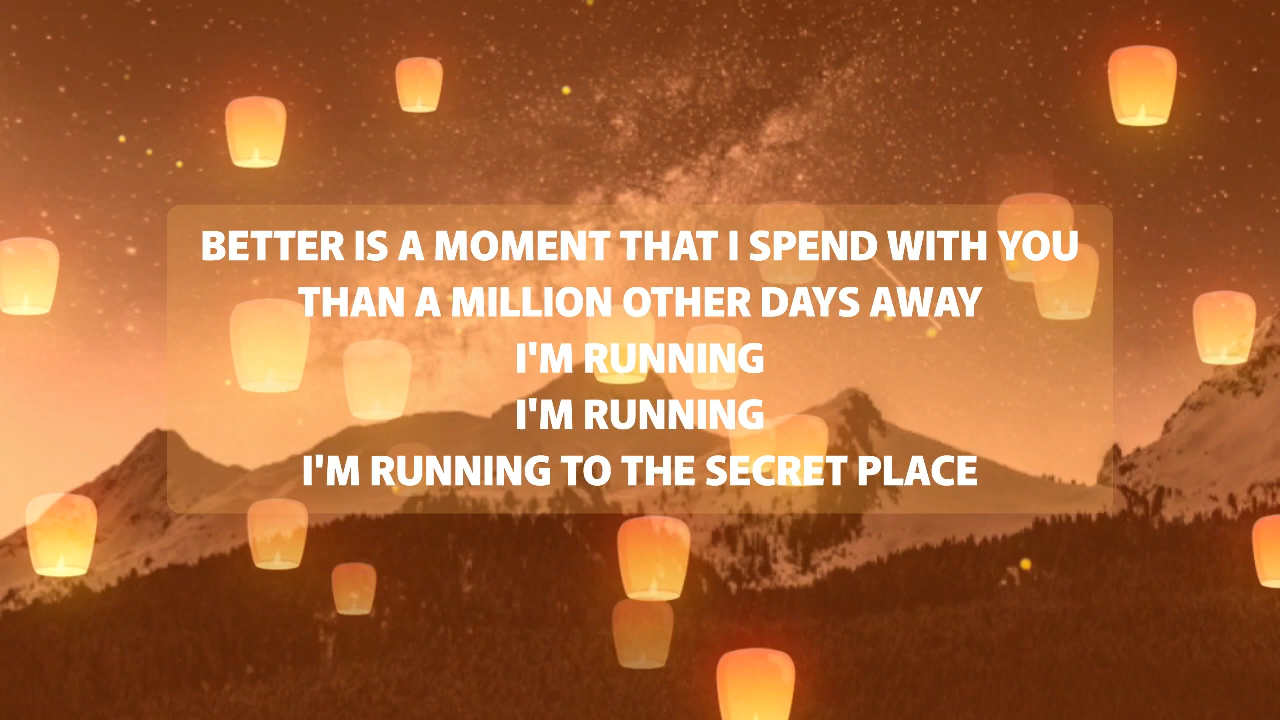 BETTER IS A MOMENT THAT I SPEND WITH YOU
THAN A MILLION OTHER DAYS AWAY
I'M RUNNING
I'M RUNNING
I'M RUNNING TO THE SECRET PLACE